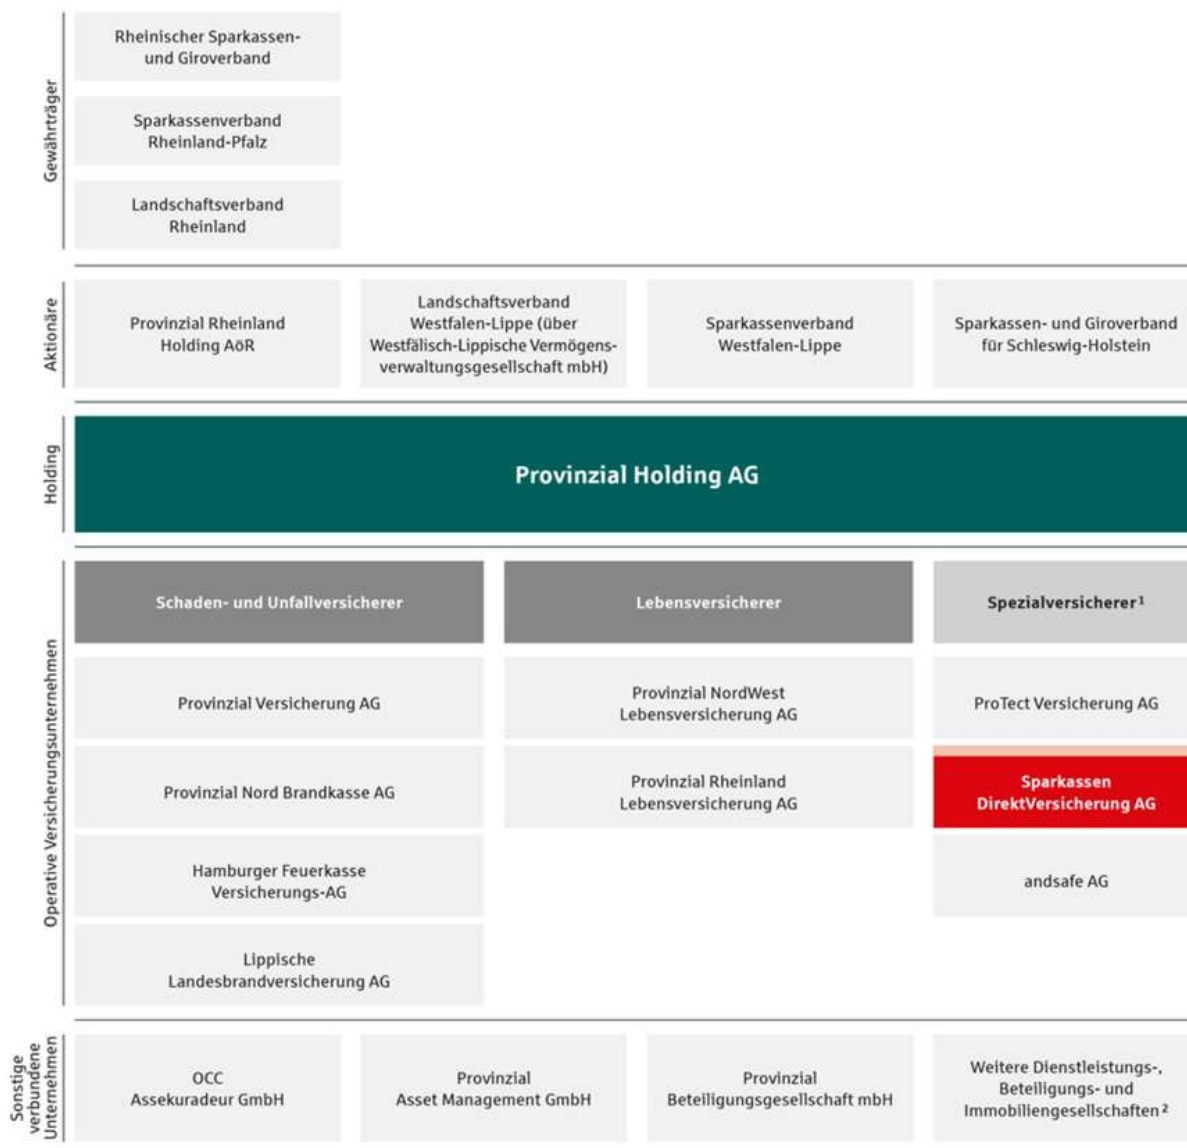 Gewährträger
Rheinischer Sparkassen-
und Giroverband
Sparkassenverband
Rheinland-Pfalz
Landschaftsverband
Rheinland
Aktionäre
Provinzial Rheinland
Holding AöR
Landschaftsverband
Westfalen-Lippe (über
Westfälisch-Lippische Vermögens-
verwaltungsgesellschaft mbH)
Sparkassenverband
Westfalen-Lippe
Sparkassen- und Giroverband
für Schleswig-Holstein
Holding
Provinzial Holding AG
Operative Versicherungsunternehmen
Schaden- und Unfallversicherer
Lebensversicherer
Spezialversicherer¹
Provinzial Versicherung AG
Provinzial NordWest
Lebensversicherung AG
ProTect Versicherung AG
Provinzial Nord Brandkasse AG
Provinzial Rheinland
Lebensversicherung AG
Sparkassen
DirektVersicherung AG
Hamburger Feuerkasse
Versicherungs-AG
andsafe AG
Lippische
Landesbrandversicherung AG
Sonstige
verbundene
Unternehmen
OCC
Assekuradeur GmbH
Provinzial
Asset Management GmbH
Provinzial
Beteiligungsgesellschaft mbH
Weitere Dienstleistungs-,
Beteiligungs- und
Immobiliengesellschaften²